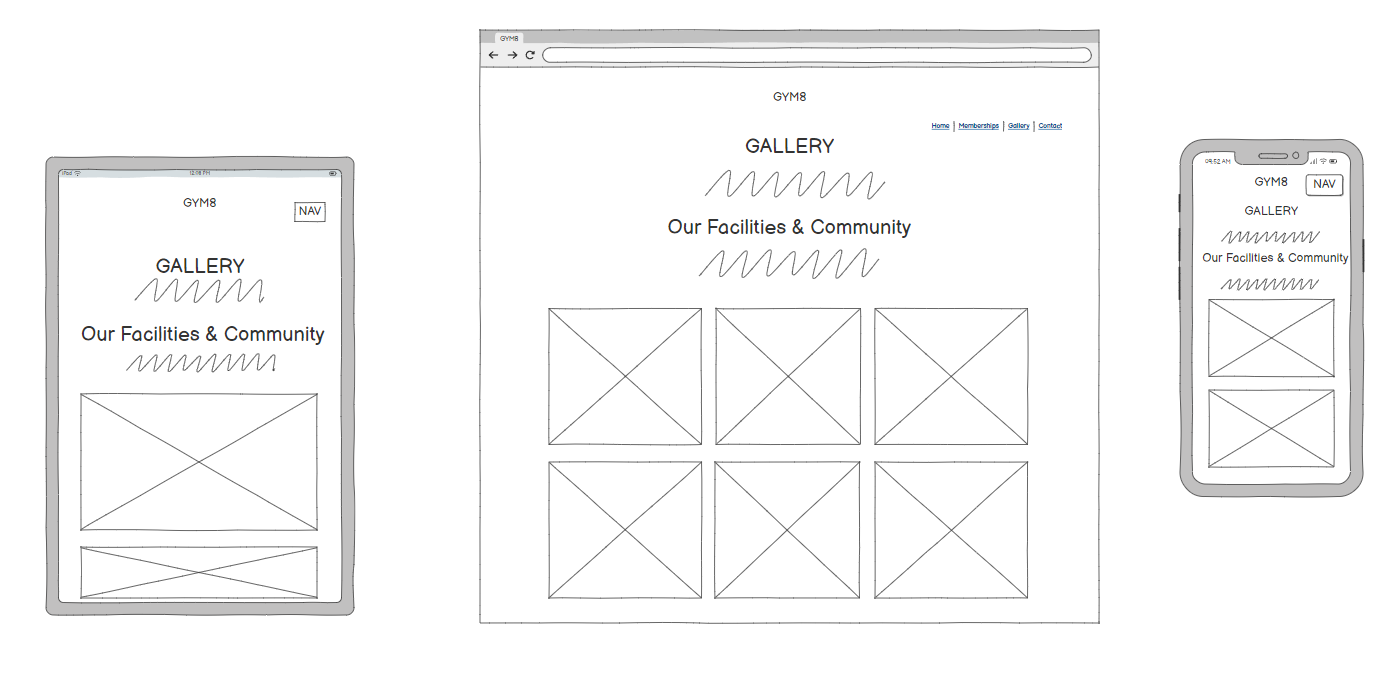 iPod 12:18 PM
GYM8
NAV
GALLERY
Our Facilities & Community
GYM8
GYM8
Home | Memberships | Gallery | Contact
GALLERY
Our Facilities & Community
09:52 AM
GYM8 NAV
GALLERY
Our Facilities & Community